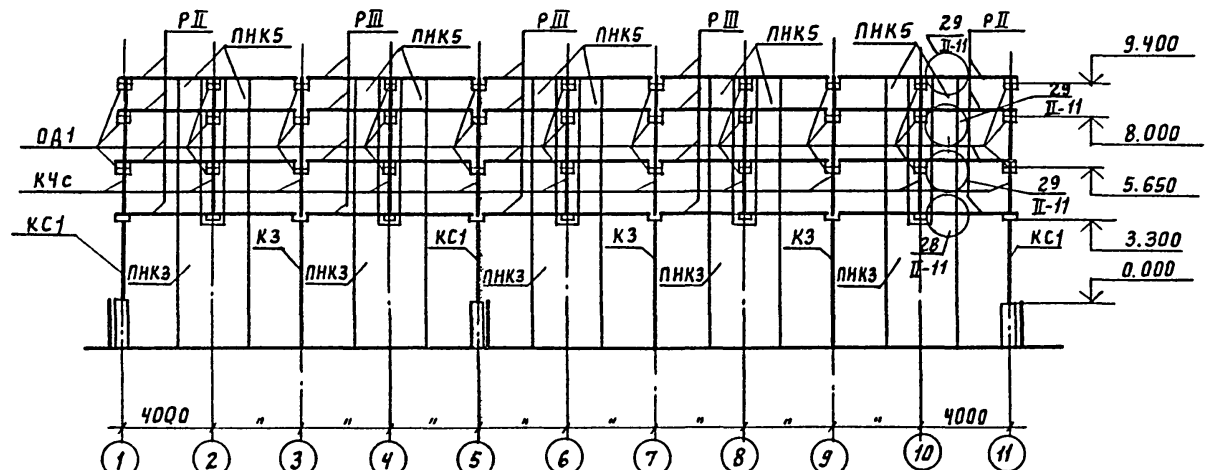 РII РIII РIII РIII РII
ПНК5 ПНК5 ПНК5 ПНК5 ПНК5
29
II-11
9.400
29
II-11
ОД1
8.000
КЧС
29
II-11
5.650
КС1 К3 КС1 К3 К3 КС1
28
II-11
3.300
ПНК3 ПНК3 ПНК3 ПНК3 ПНК3
0.000
4000 " " " " " " " " 4000
1 2 3 4 5 6 7 8 9 10 11